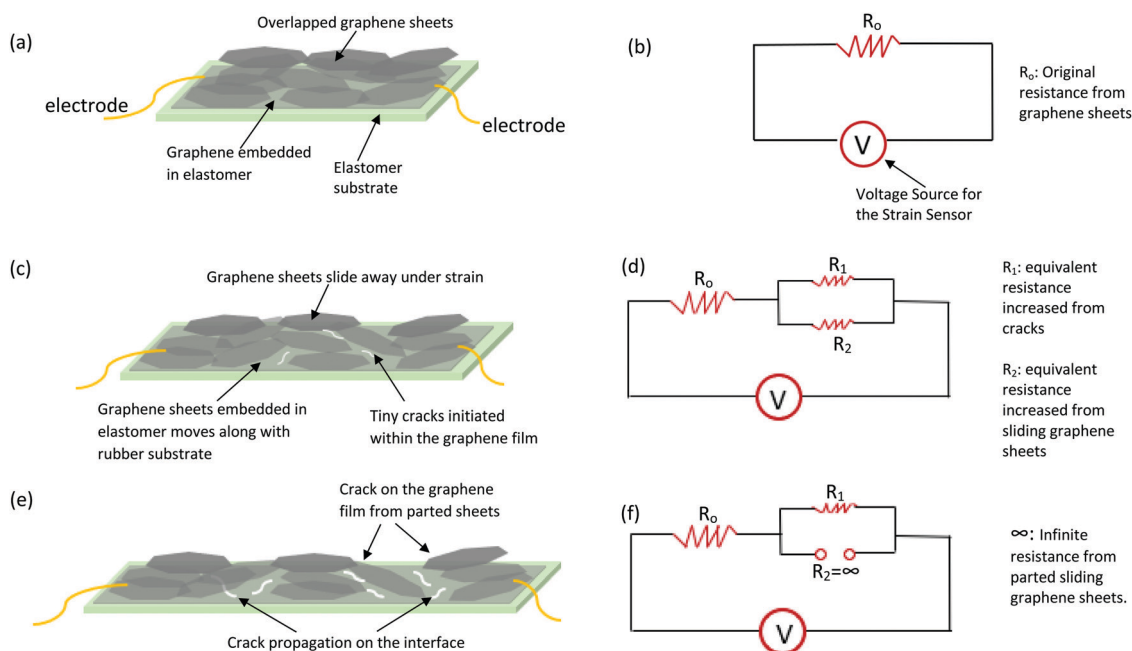 (a)
Overlapped graphene sheets
electrode
electrode
Graphene embedded
in elastomer
Elastomer
substrate
(b)
Ro
V
Ro: Original
resistance from
graphene sheets
Voltage Source for
the Strain Sensor
(c)
Graphene sheets slide away under strain
Graphene sheets embedded in
elastomer moves along with
rubber substrate
Tiny cracks initiated
within the graphene film
(d)
Ro
R1
R2
V
R1: equivalent
resistance
increased from
cracks
R2: equivalent
resistance
increased from
sliding graphene
sheets
(e)
Crack on the graphene
film from parted sheets
Crack propagation on the interface
(f)
Ro
R1
R2=∞
V
∞: Infinite
resistance from
parted sliding
graphene sheets.